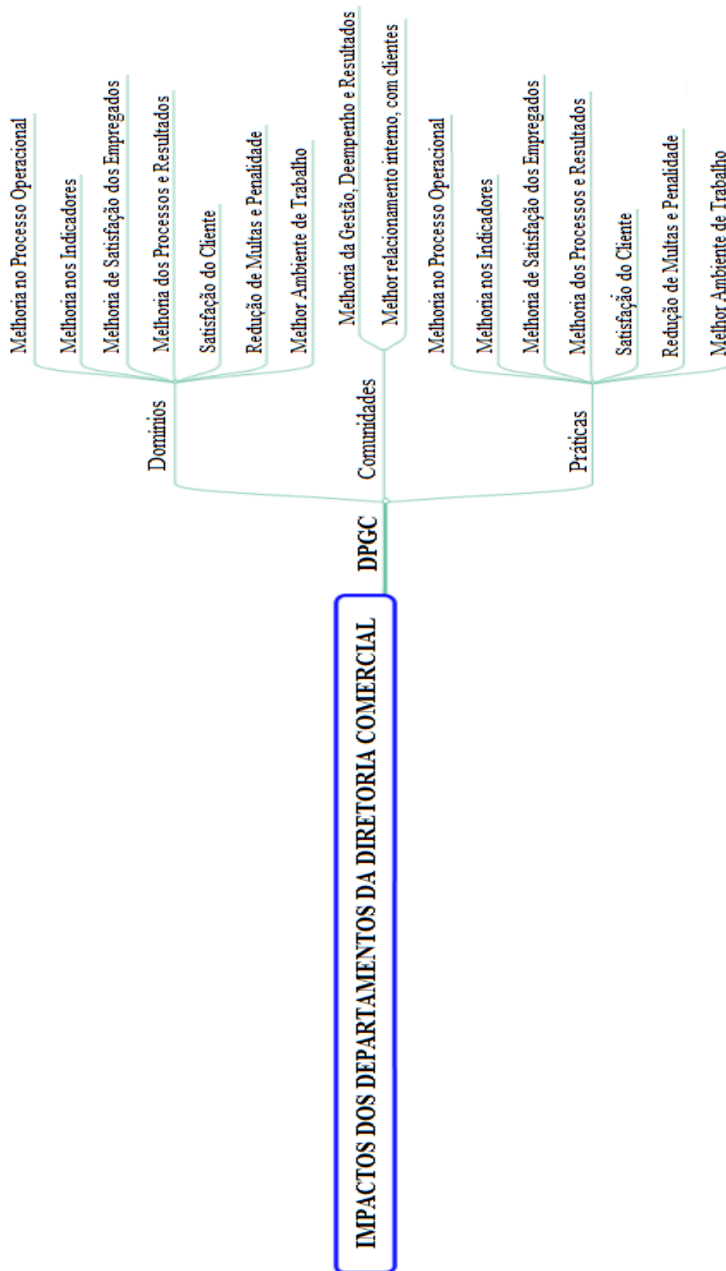 IMPACTOS DOS DEPARTAMENTOS DA DIRETORIA COMERCIAL
DPGC
Domínios
Melhoria no Processo Operacional
Melhoria nos Indicadores
Melhoria de Satisfação dos Empregados
Melhoria dos Processos e Resultados
Satisfação do Cliente
Redução de Multas e Penalidade
Melhor Ambiente de Trabalho
Comunidades
Melhoria da Gestão, Deempenho e Resultados
Melhor relacionamento interno, com clientes
Práticas
Melhoria no Processo Operacional
Melhoria nos Indicadores
Melhoria de Satisfação dos Empregados
Melhoria dos Processos e Resultados
Satisfação do Cliente
Redução de Multas e Penalidade
Melhor Ambiente de Trabalho